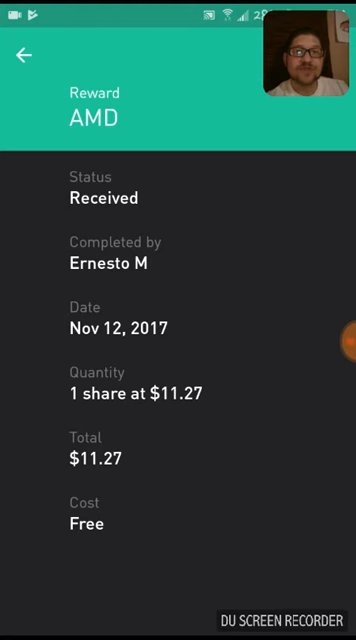 Reward
AMD
Status
Received
Completed by
Ernesto M
Date
Nov 12, 2017
Quantity
1 share at $11.27
Total
$11.27
Cost
Free
DU SCREEN RECORDER